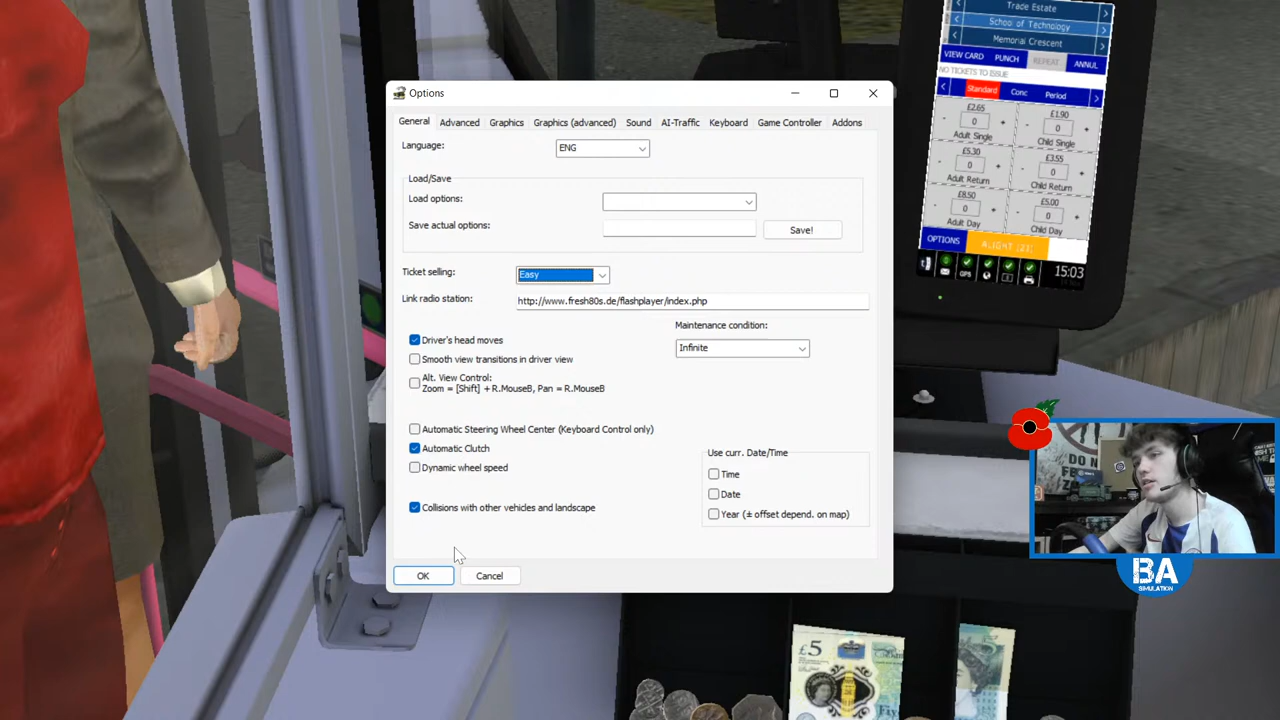 Trade Estate
School of Technology
Memorial Crescent
VIEW CARD PUNCH REPEAT ANNUL
NO TICKETS TO ISSUE
Standard Conc Period
£2.65 £1.90
- 0 + - 0 +
Adult Single Child Single
£5.30 £3.55
- 0 + - 0 +
Adult Return Child Return
£8.50 £5.00
- 0 + - 0 +
Adult Day Child Day
OPTIONS ALIGHT [23]
GPS
15:03
Options
General Advanced Graphics Graphics (advanced) Sound AI-Traffic Keyboard Game Controller Addons
Language: ENG
Load/Save
Load options:
Save actual options: Save!
Ticket selling: Easy
Link radio station: http://www.fresh80s.de/flashplayer/index.php
Maintenance condition:
Infinite
Driver's head moves
Smooth view transitions in driver view
Alt. View Control:
Zoom = [Shift] + R.MouseB, Pan = R.MouseB
Automatic Steering Wheel Center (Keyboard Control only)
Automatic Clutch
Dynamic wheel speed
Collisions with other vehicles and landscape
Use curr. Date/Time
Time
Date
Year (± offset depend. on map)
OK Cancel
DO
BA
SIMULATION
£5